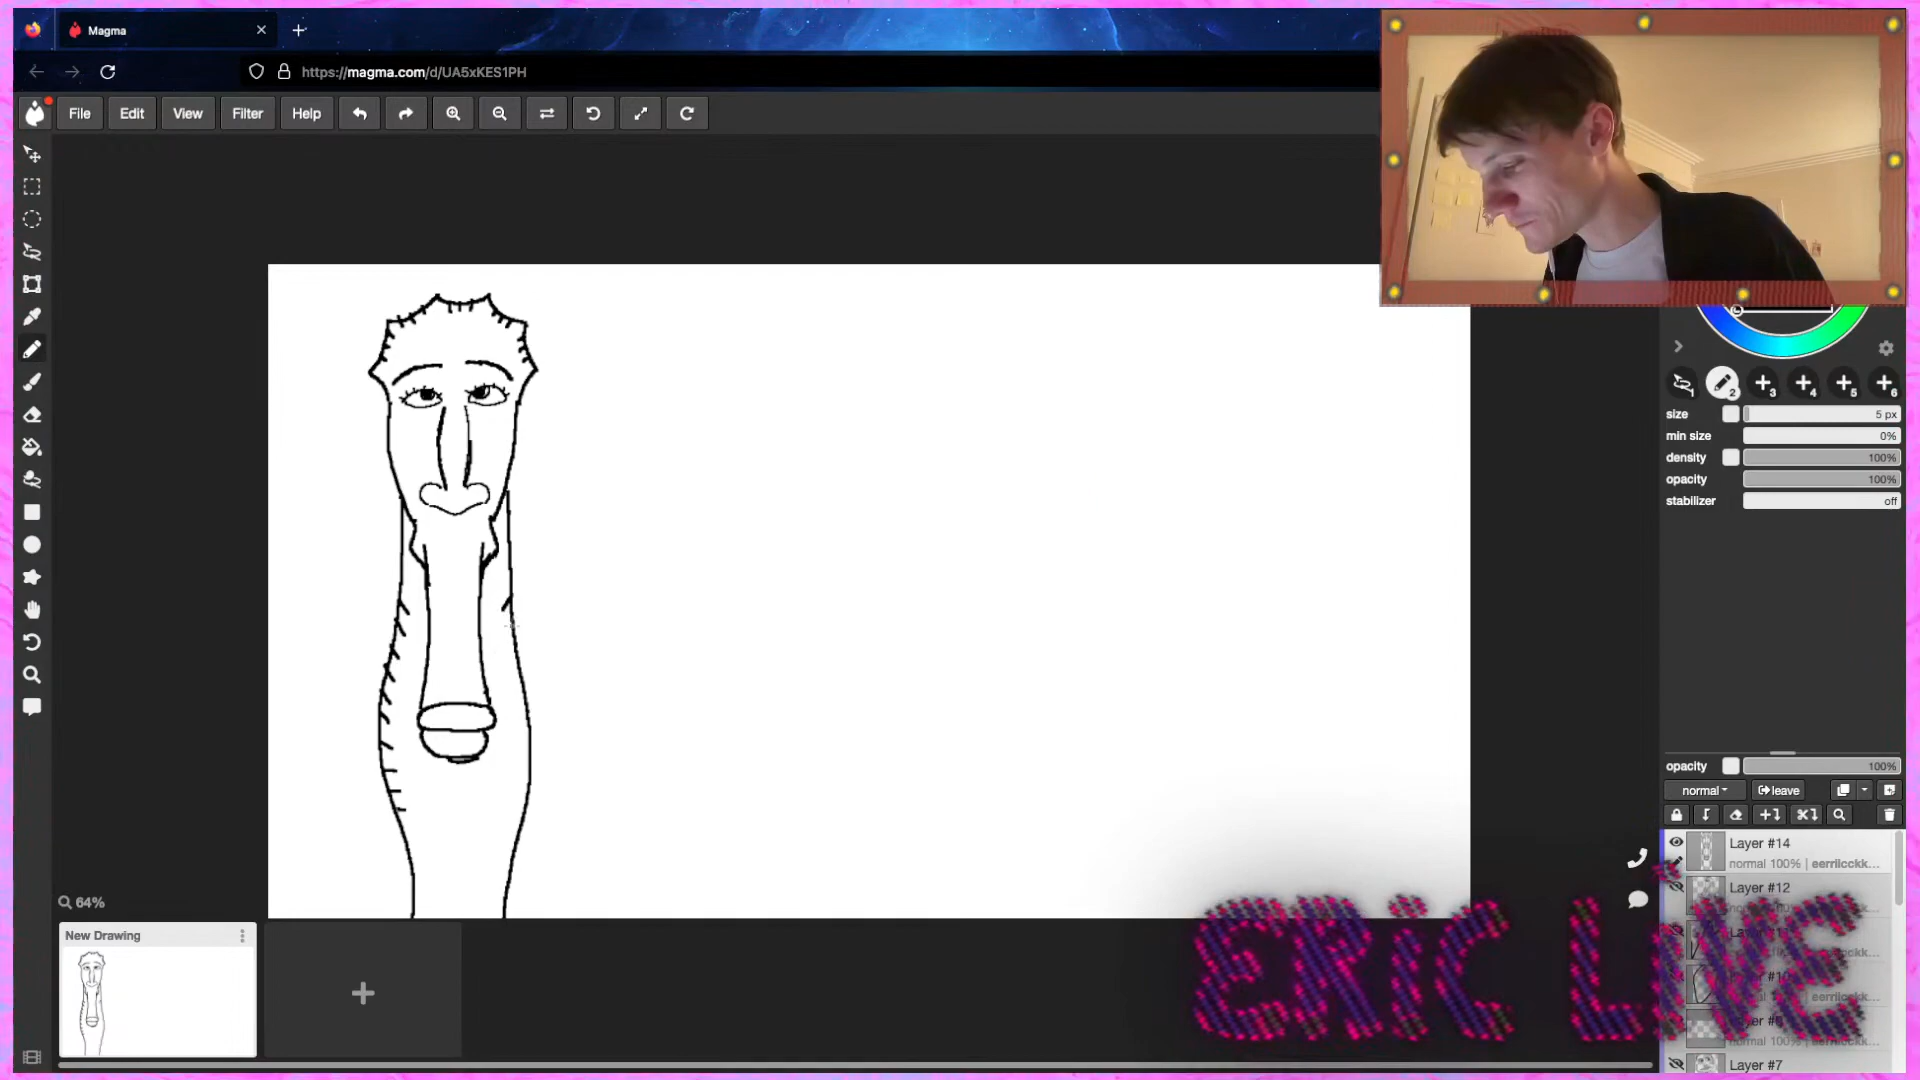 Magma
https://magma.com/d/UA5xKES1PH
File Edit View Filter Help
size 5 px
min size 0%
density 100%
opacity 100%
stabilizer off
opacity 100%
normal leave
Layer #14
normal 100% | eerriicckk...
Layer #12
Layer #7
64%
New Drawing
ERiC LiVE